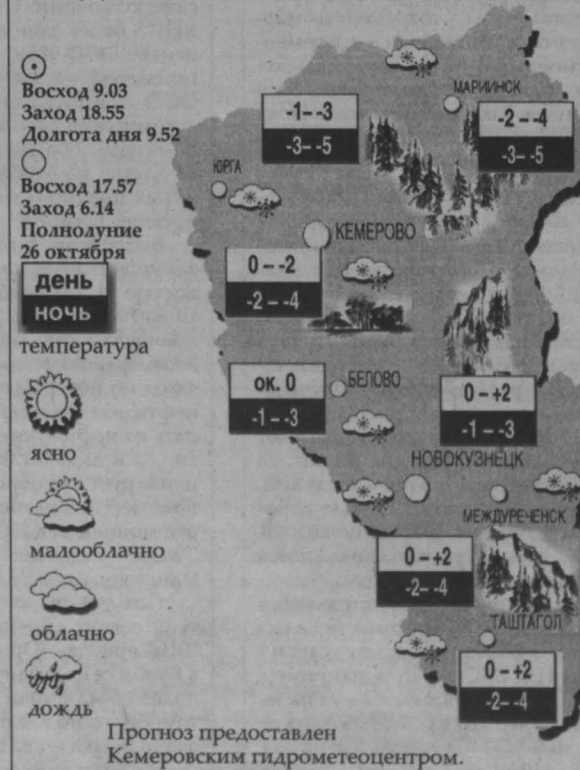 Восход 9.03
Заход 18.55
Долгота дня 9.52
Восход 17.57
Заход 6.14
Полнолуние
26 октября
день
ночь
температура
ясно
малооблачно
облачно
дождь
МАРИИНСК
-1– -3
-3– -5
-2 – -4
-3– -5
ЮРГА
КЕМЕРОВО
0 – -2
-2 – -4
БЕЛОВО
ок. 0
-1 – -3
0 – +2
-1 – -3
НОВОКУЗНЕЦК
МЕЖДУРЕЧЕНСК
0 – +2
-2– -4
ТАШТАГОЛ
0 – +2
-2– -4
Прогноз предоставлен
Кемеровским гидрометеоцентром.